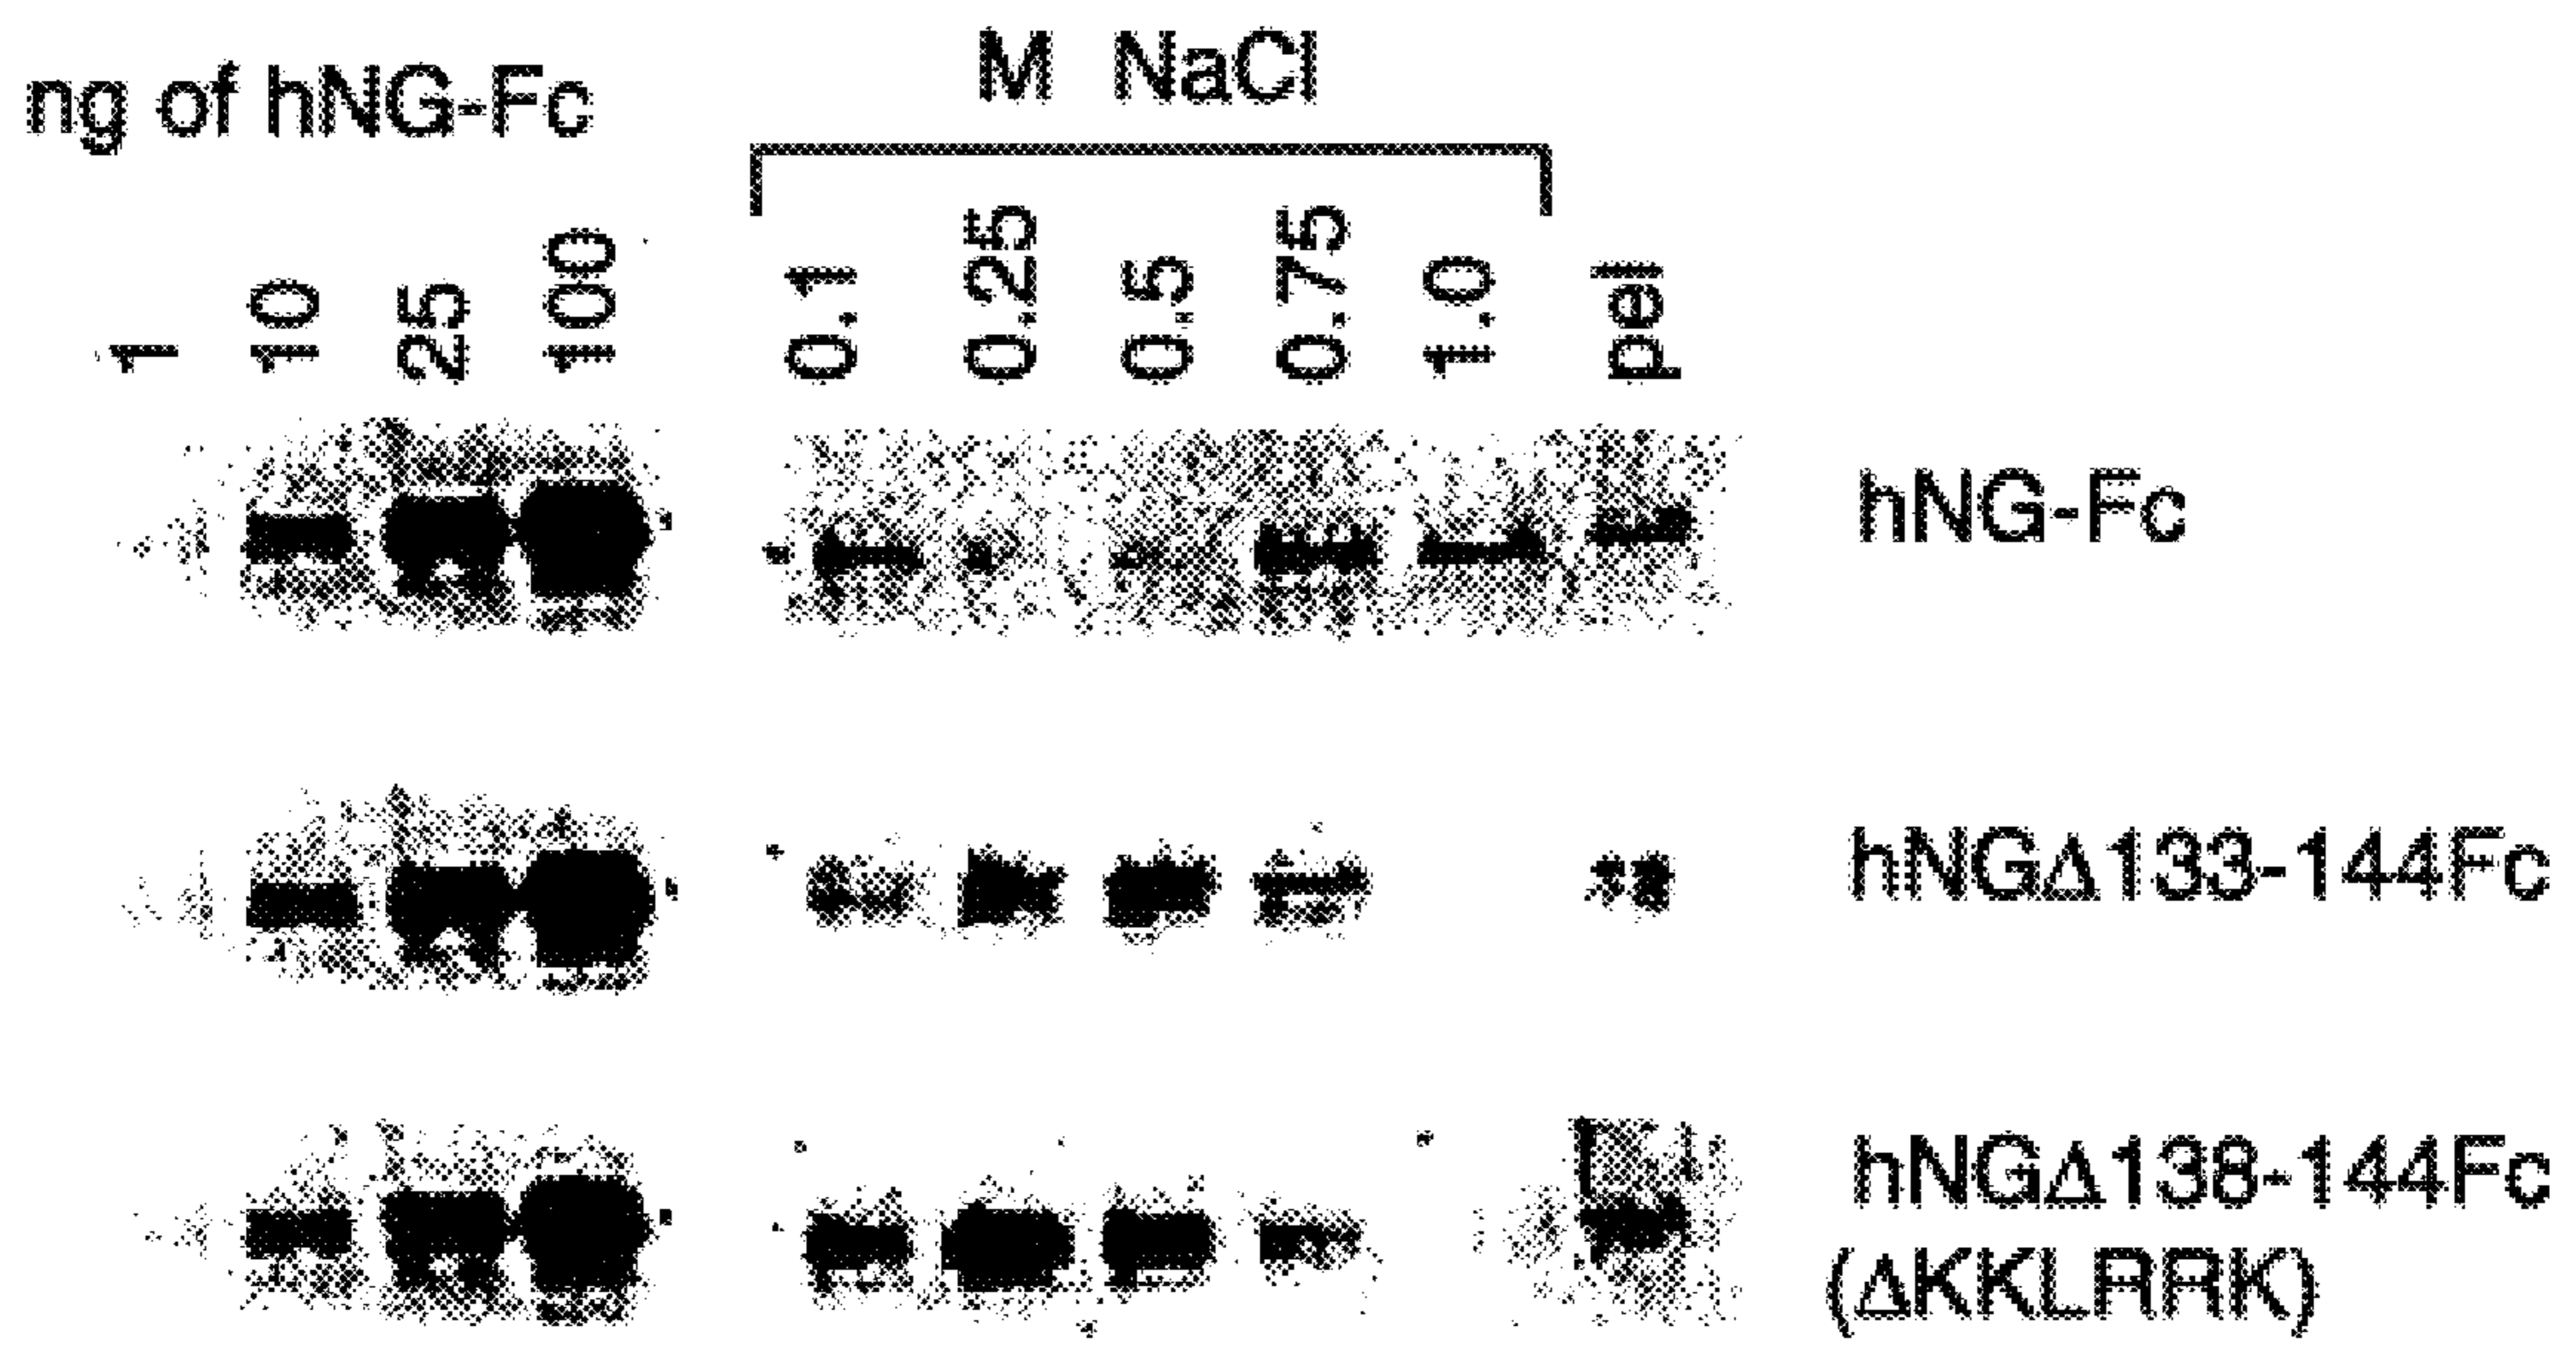 ng of hNG-Fc
M NaCl
1 10 25 100
0.1 0.25 0.5 0.75 1.0 pel
hNG-Fc
hNGΔ133-144Fc
hNGΔ138-144Fc
(ΔKKLRRK)